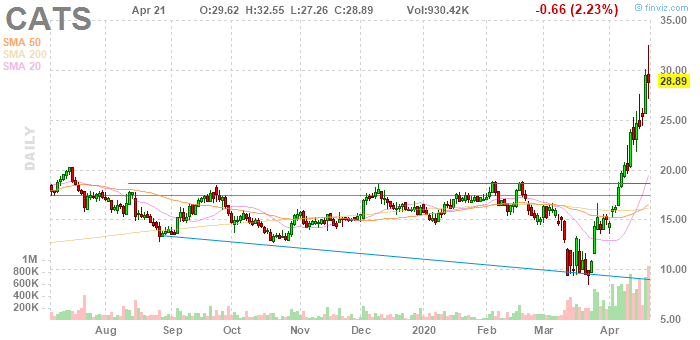 CATS
Apr 21 O:29.62 H:32.55 L:27.26 C:28.89 Vol:930.42K -0.66 (2.23%)
© finviz.com
SMA 50
SMA 200
SMA 20
DAILY
35.00
30.00
28.89
25.00
20.00
15.00
10.00
5.00
1M
800K
600K
400K
200K
Aug Sep Oct Nov Dec 2020 Feb Mar Apr